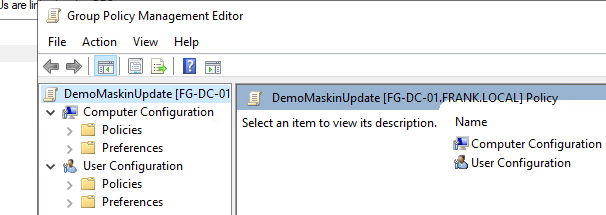 Us are lin
Group Policy Management Editor
File Action View Help
DemoMaskinUpdate [FG-DC-01
Computer Configuration
Policies
Preferences
User Configuration
Policies
Preferences
DemoMaskinUpdate [FG-DC-01.FRANK.LOCAL] Policy
Select an item to view its description.
Name
Computer Configuration
User Configuration